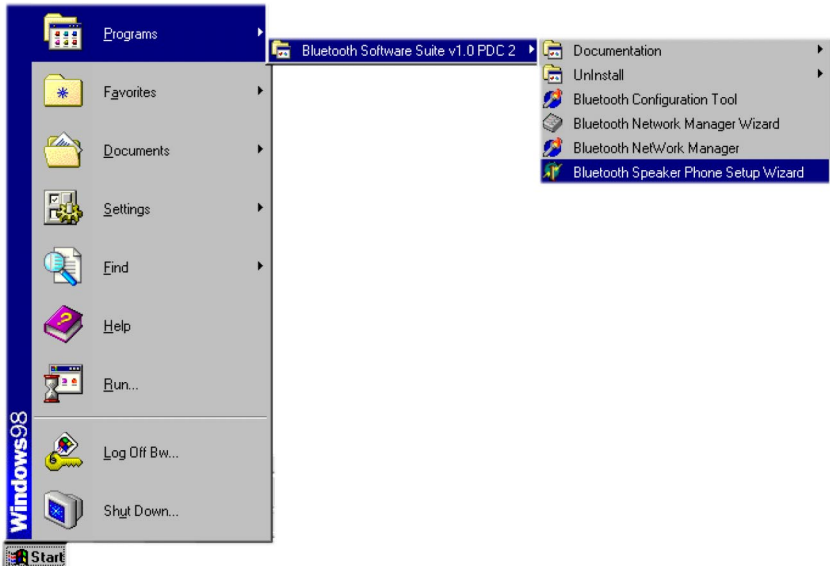 Programs
Favorites
Documents
Settings
Find
Help
Run...
Log Off Bw...
Shut Down...
Windows98
Start
Bluetooth Software Suite v1.0 PDC 2
Documentation
UnInstall
Bluetooth Configuration Tool
Bluetooth Network Manager Wizard
Bluetooth NetWork Manager
Bluetooth Speaker Phone Setup Wizard